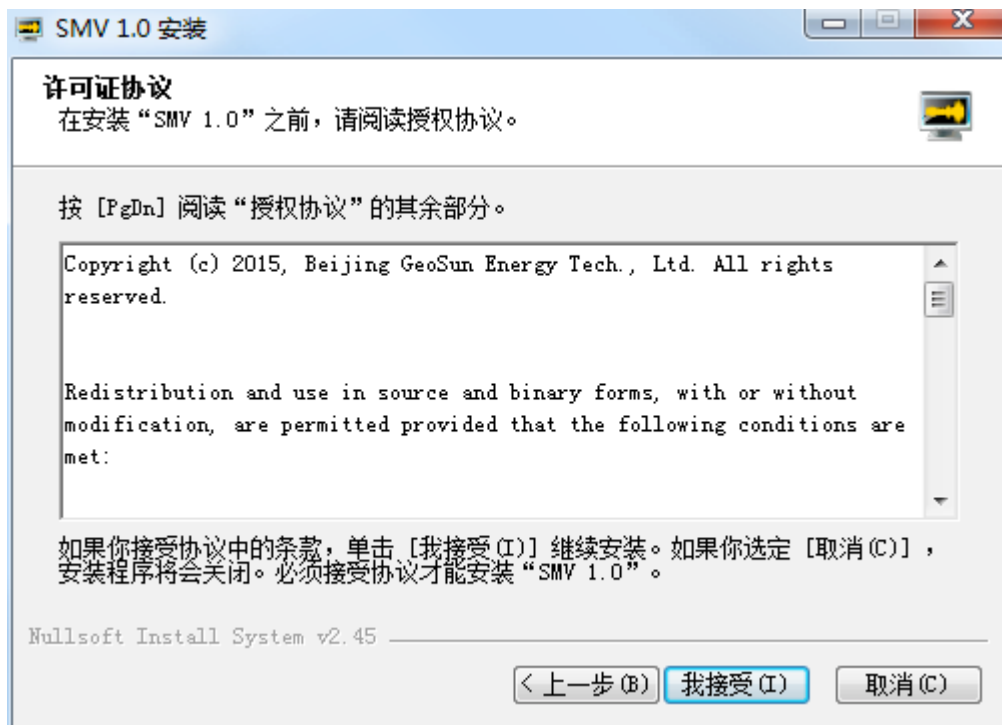 SMV 1.0 安装
许可证协议
在安装“SMV 1.0”之前，请阅读授权协议。
按 [PgDn] 阅读“授权协议”的其余部分。
Copyright (c) 2015, Beijing GeoSun Energy Tech., Ltd. All rights
reserved.
Redistribution and use in source and binary forms, with or without
modification, are permitted provided that the following conditions are
met:
如果你接受协议中的条款，单击 [我接受(I)] 继续安装。如果你选定 [取消(C)] ，
安装程序将会关闭。必须接受协议才能安装“SMV 1.0”。
Nullsoft Install System v2.45
< 上一步(B) 我接受(I) 取消(C)